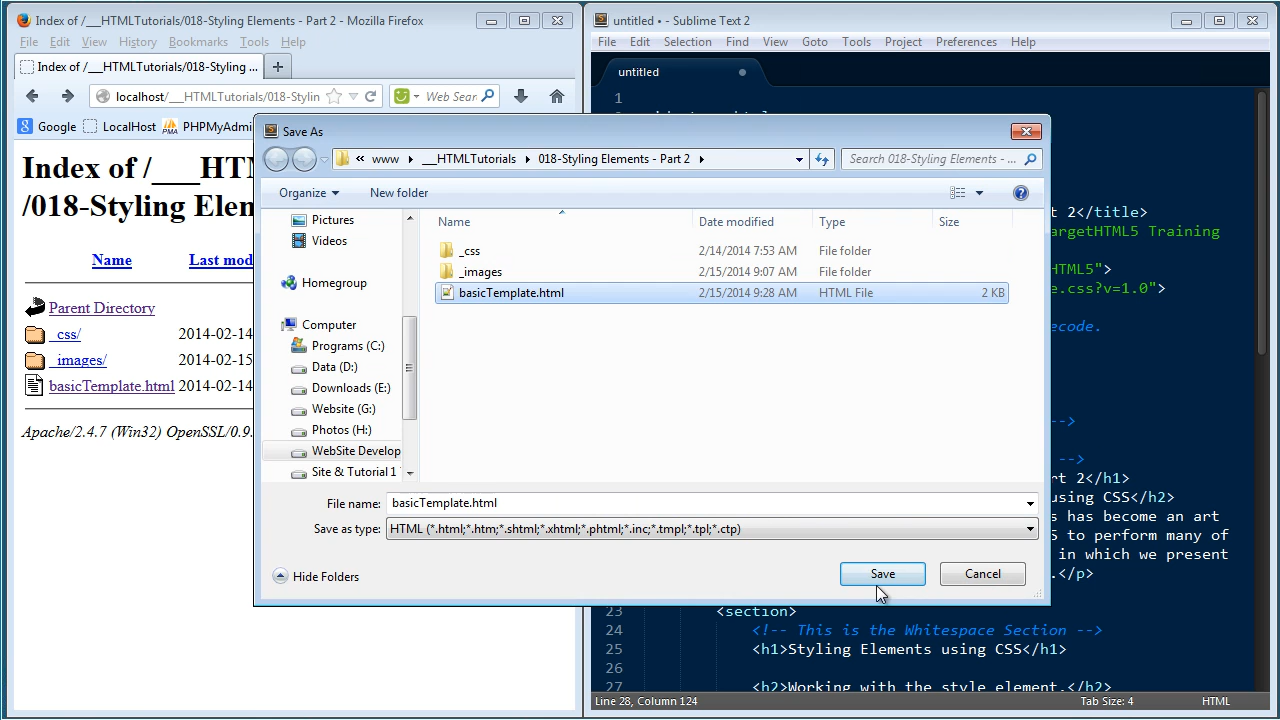 Index of /___HTMLTutorials/018-Styling Elements - Part 2 - Mozilla Firefox
File Edit View History Bookmarks Tools Help
Index of /___HTMLTutorials/018-Styling ...
localhost/___HTMLTutorials/018-Stylin
Web Sear
Google LocalHost PHPMyAdmi
Index of /___HTM
/018-Styling Elem
Name Last mod
Parent Directory
_css/ 2014-02-14
_images/ 2014-02-15
basicTemplate.html 2014-02-14
Apache/2.4.7 (Win32) OpenSSL/0.9.
untitled • - Sublime Text 2
File Edit Selection Find View Goto Tools Project Preferences Help
untitled
1
t 2</title>
argetHTML5 Training
HTML5">
e.css?v=1.0">
ecode.
-->
-->
rt 2</h1>
using CSS</h2>
s has become an art
5 to perform many of
in which we present
.</p>
23 <section>
24 <!-- This is the Whitespace Section -->
25 <h1>Styling Elements using CSS</h1>
26
27 <h2>Working with the style element.</h2>
Line 28, Column 124 Tab Size: 4 HTML
Save As
« www ___HTMLTutorials 018-Styling Elements - Part 2
Search 018-Styling Elements - ...
Organize New folder
Pictures
Videos
Homegroup
Computer
Programs (C:)
Data (D:)
Downloads (E:)
Website (G:)
Photos (H:)
WebSite Develop
Site & Tutorial 1
Name Date modified Type Size
_css 2/14/2014 7:53 AM File folder
_images 2/15/2014 9:07 AM File folder
basicTemplate.html 2/15/2014 9:28 AM HTML File 2 KB
File name: basicTemplate.html
Save as type: HTML (*.html;*.htm;*.shtml;*.xhtml;*.phtml;*.inc;*.tmpl;*.tpl;*.ctp)
Hide Folders Save Cancel